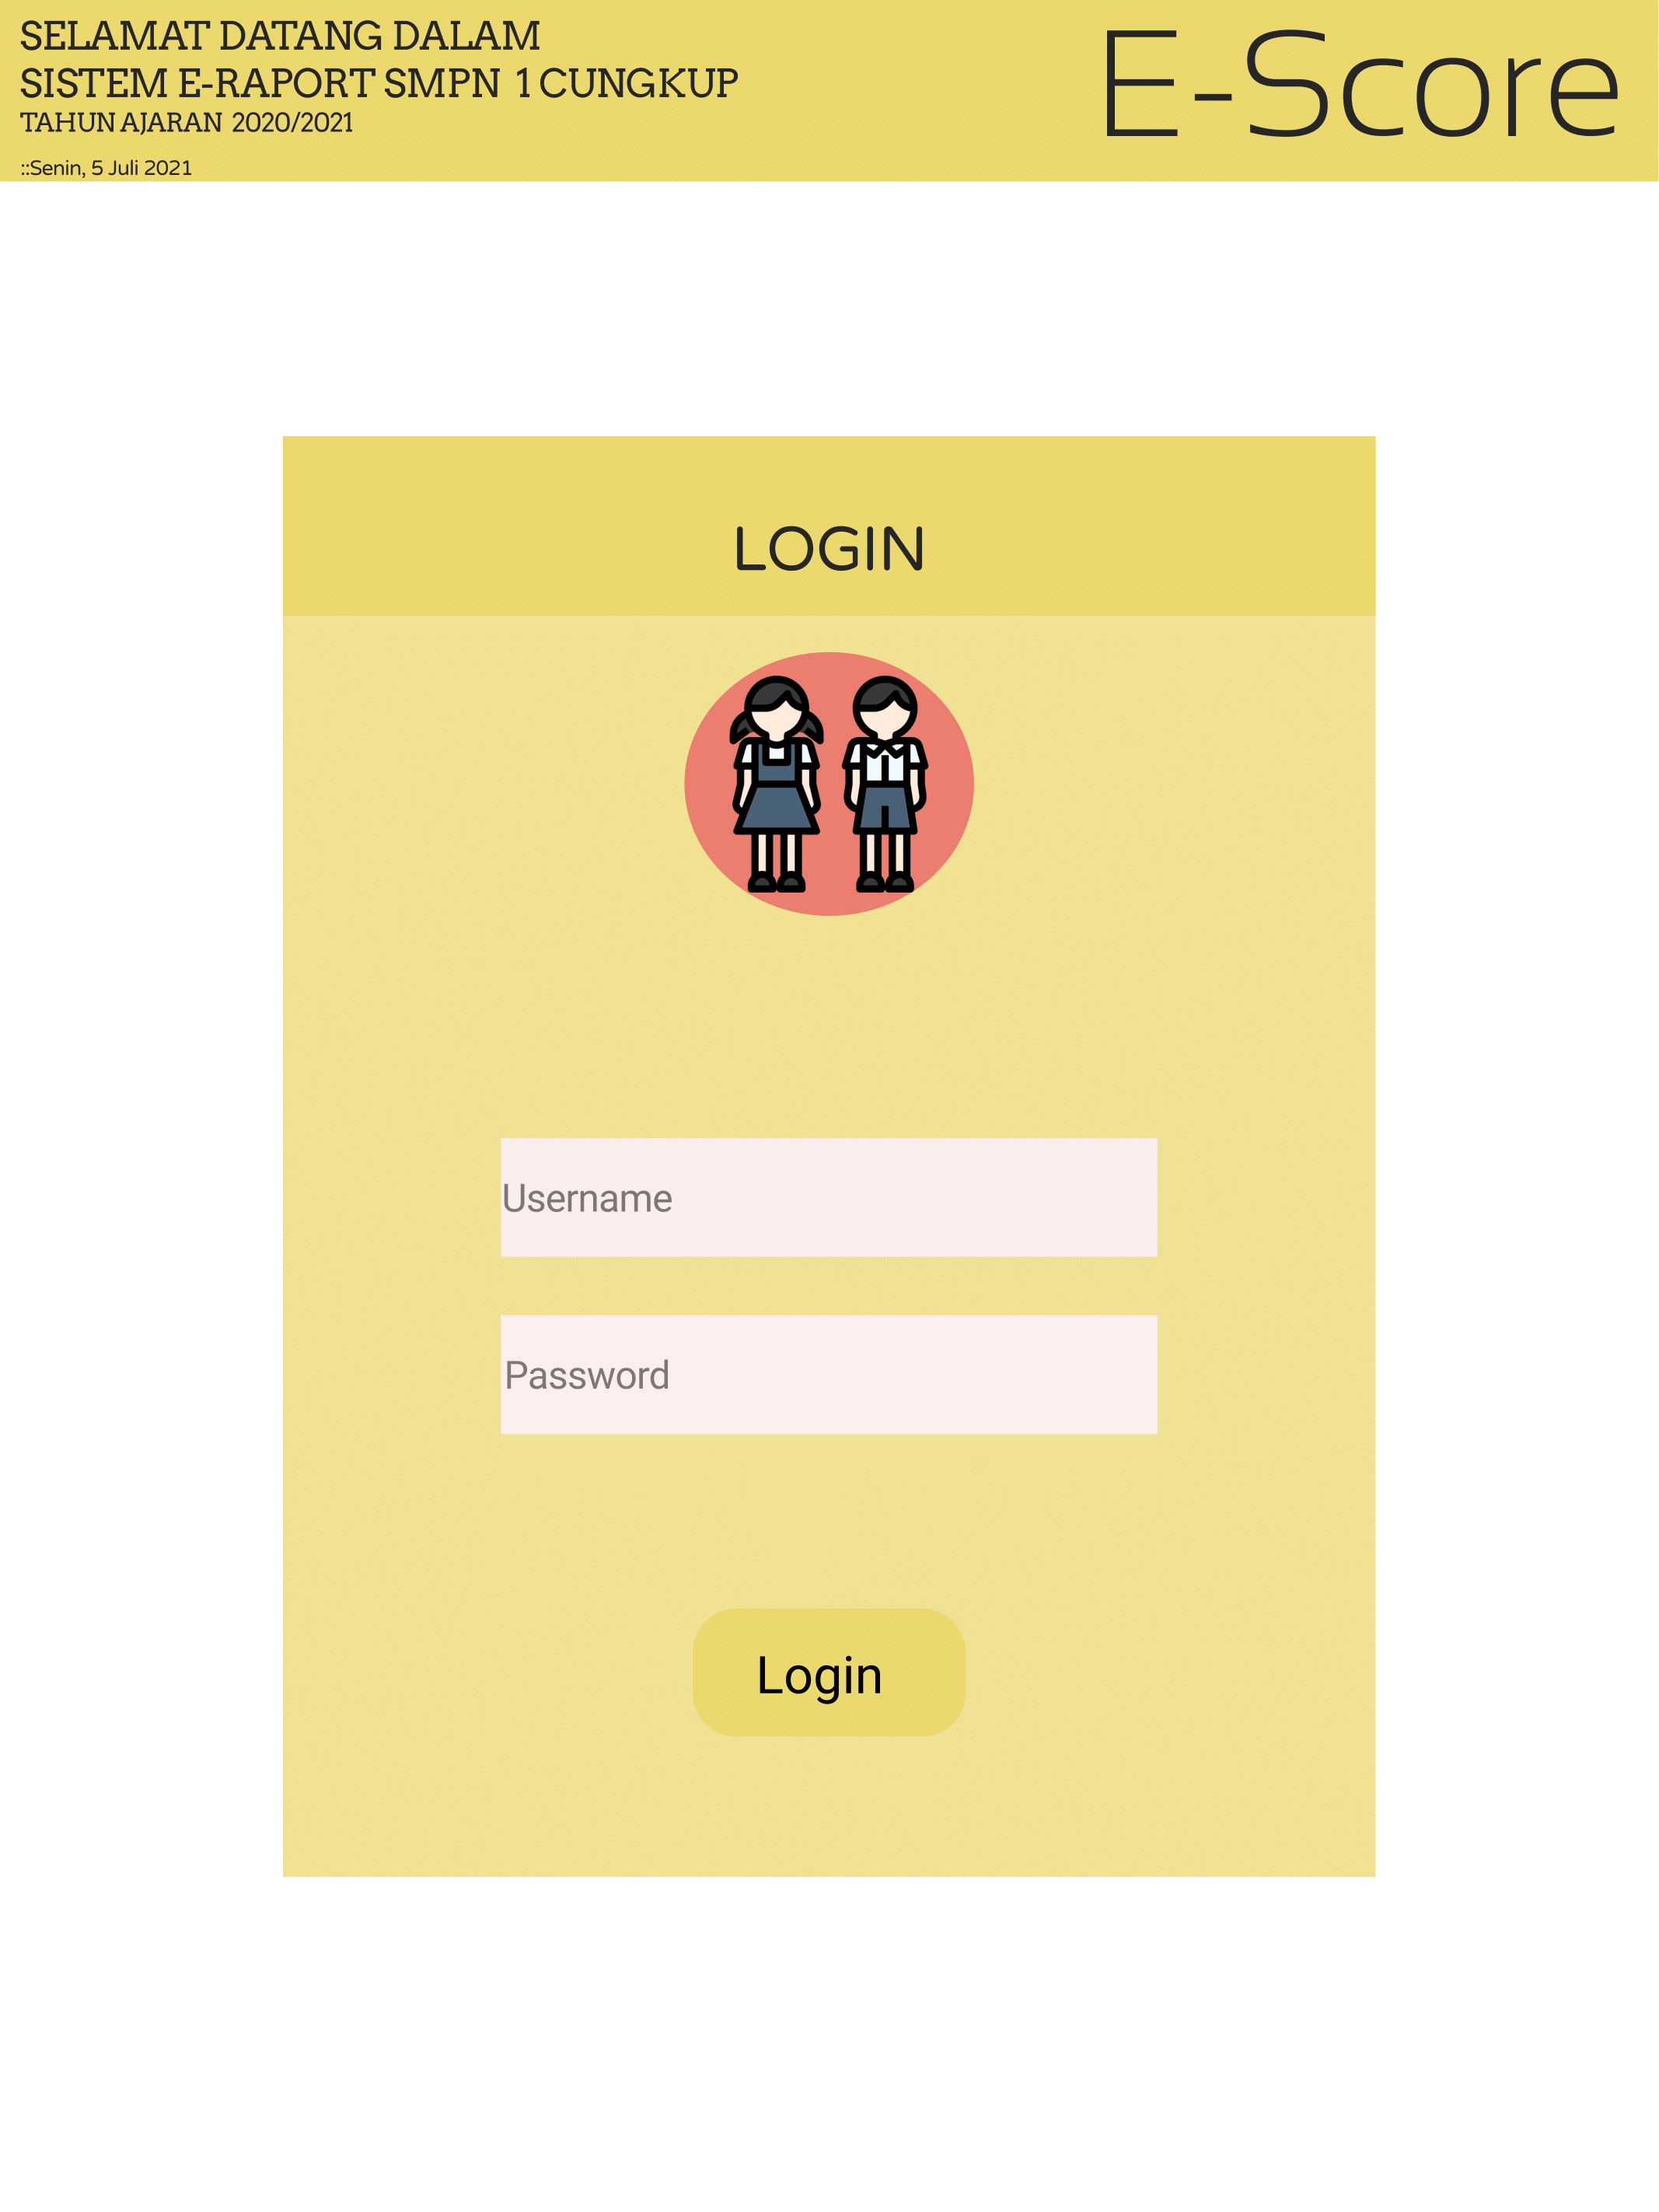 SELAMAT DATANG DALAM
SISTEM E-RAPORT SMPN 1 CUNGKUP
TAHUN AJARAN 2020/2021
::Senin, 5 Juli 2021
E-Score
LOGIN
Username
Password
Login